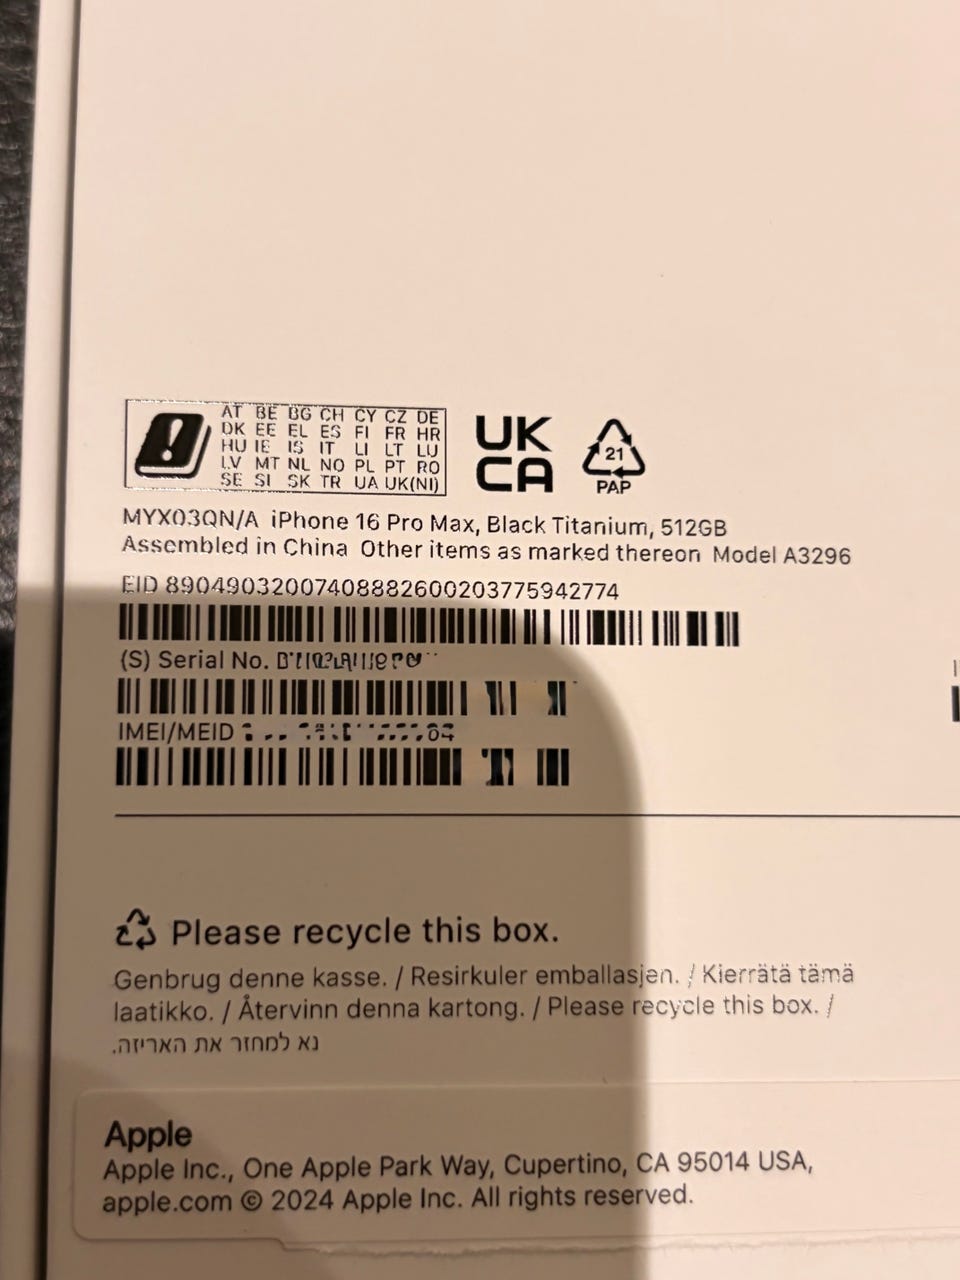 AT BE BG CH CY CZ DE
DK EE EL ES FI FR HR
HU IE IS IT LI LT LU
LV MT NL NO PL PT RO
SE SI SK TR UA UK(NI)
UK
CA
21
PAP
MYX03QN/A iPhone 16 Pro Max, Black Titanium, 512GB
Assembled in China Other items as marked thereon Model A3296
EID 89049032007408882600203775942774
(S) Serial No.
IMEI/MEID
Please recycle this box.
Genbrug denne kasse. / Resirkuler emballasjen. / Kierrätä tämä
laatikko. / Återvinn denna kartong. / Please recycle this box. /
נא למחזר את האריזה.
Apple
Apple Inc., One Apple Park Way, Cupertino, CA 95014 USA,
apple.com © 2024 Apple Inc. All rights reserved.